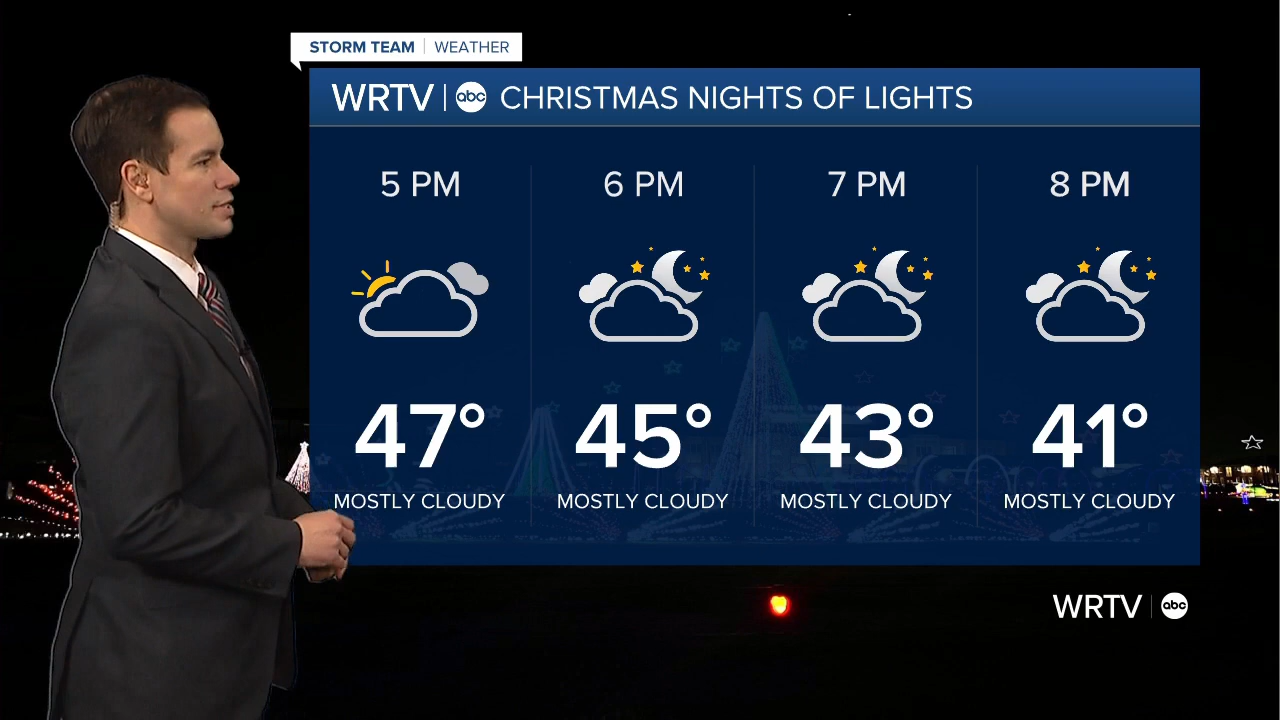 STORM TEAM | WEATHER
WRTV | abc CHRISTMAS NIGHTS OF LIGHTS
5 PM 6 PM 7 PM 8 PM
47° 45° 43° 41°
MOSTLY CLOUDY MOSTLY CLOUDY MOSTLY CLOUDY MOSTLY CLOUDY
WRTV | abc